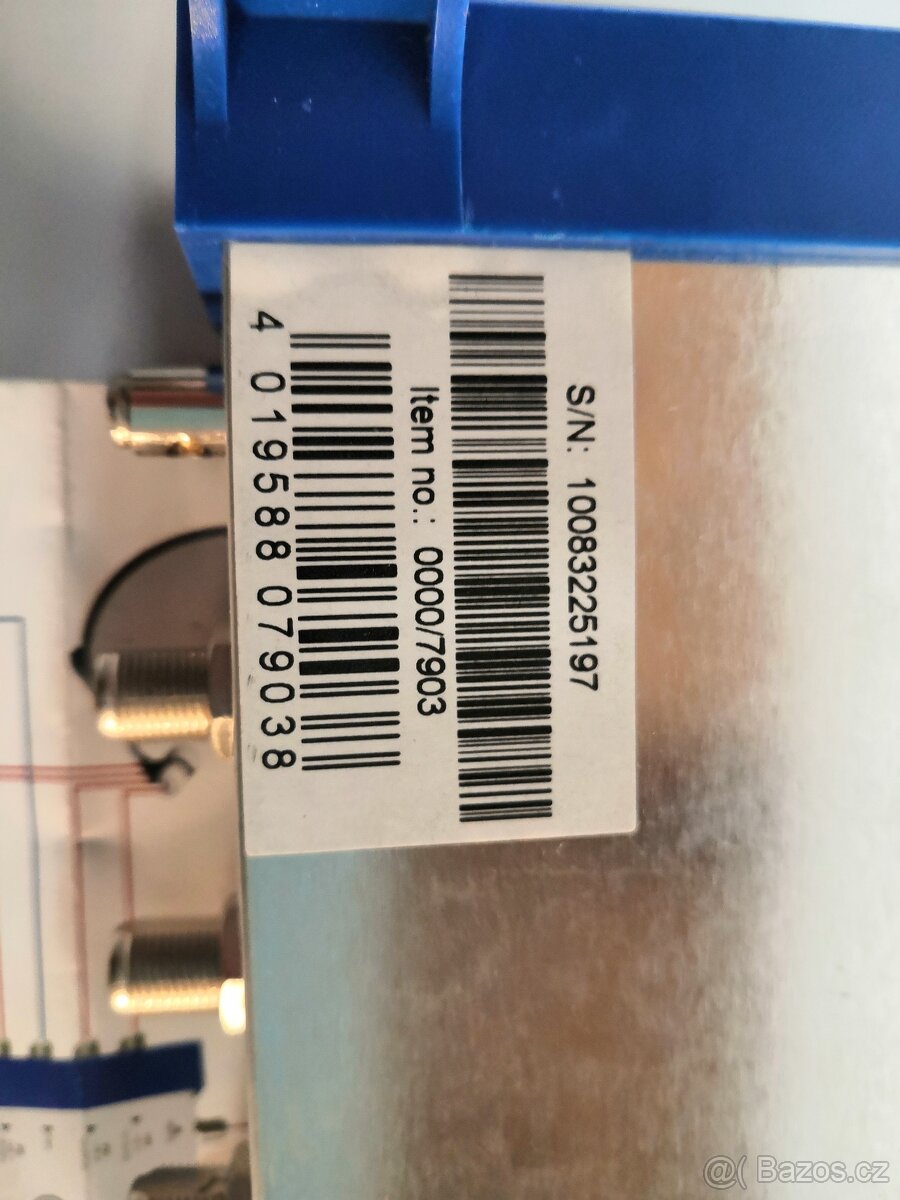 S/N: 10083225197
Item no.: 0000/7903
4 019588 079038
@( Bazos.cz